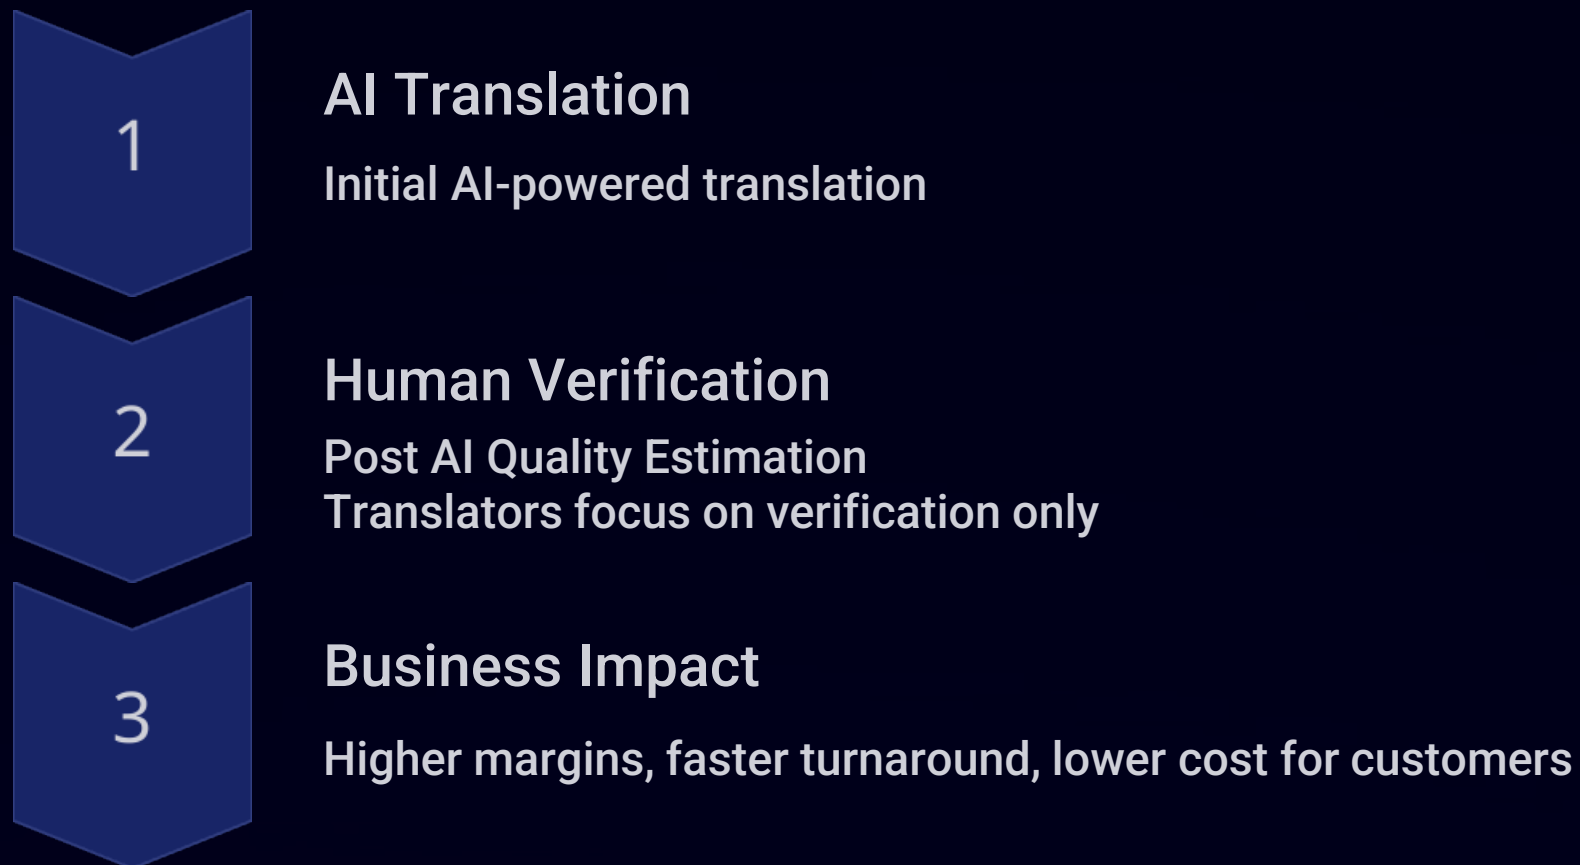 1
AI Translation
Initial AI-powered translation
2
Human Verification
Post AI Quality Estimation
Translators focus on verification only
3
Business Impact
Higher margins, faster turnaround, lower cost for customers